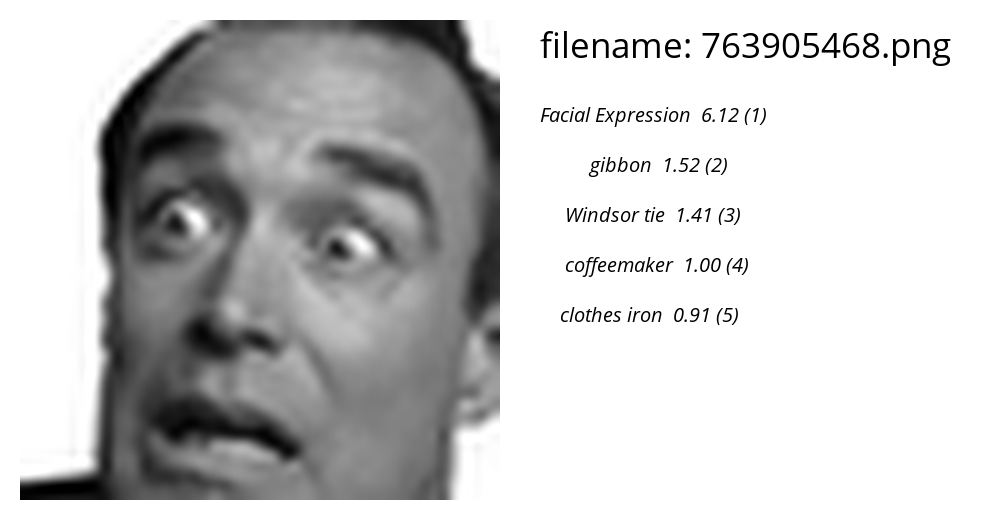 filename: 763905468.png
Facial Expression 6.12 (1)
gibbon 1.52 (2)
Windsor tie 1.41 (3)
coffeemaker 1.00 (4)
clothes iron 0.91 (5)